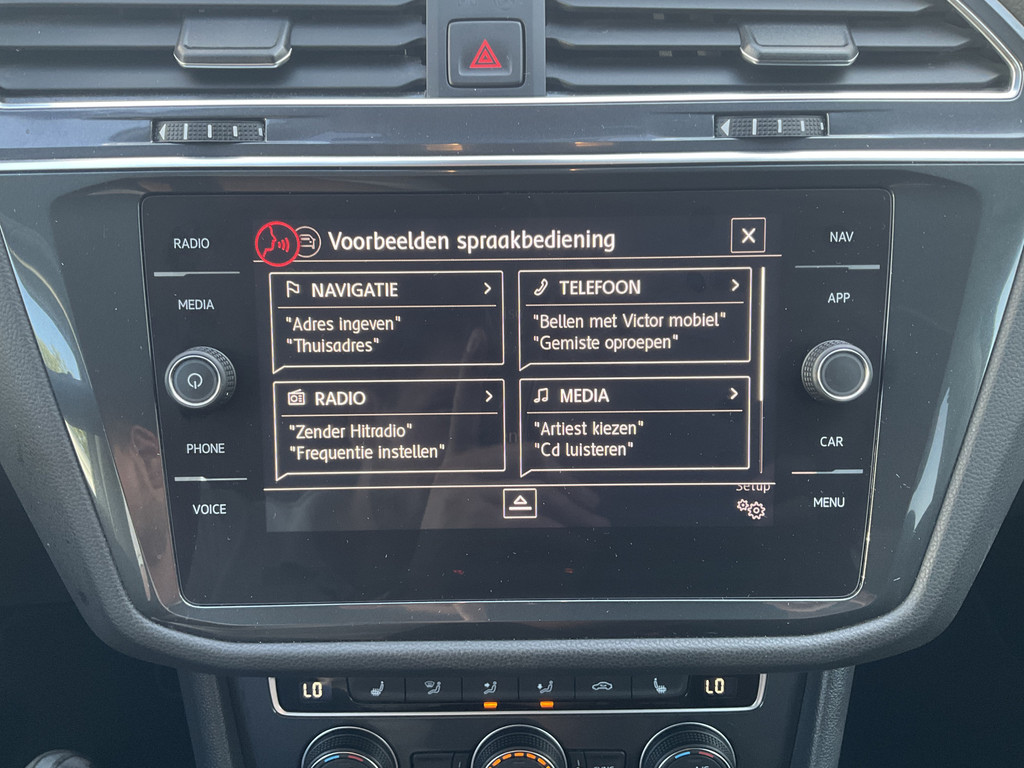 RADIO
MEDIA
PHONE
VOICE
Voorbeelden spraakbediening
NAVIGATIE
"Adres ingeven"
"Thuisadres"
TELEFOON
"Bellen met Victor mobiel"
"Gemiste oproepen"
RADIO
"Zender Hitradio"
"Frequentie instellen"
MEDIA
"Artiest kiezen"
"Cd luisteren"
Setup
NAV
APP
CAR
MENU
LO
LO